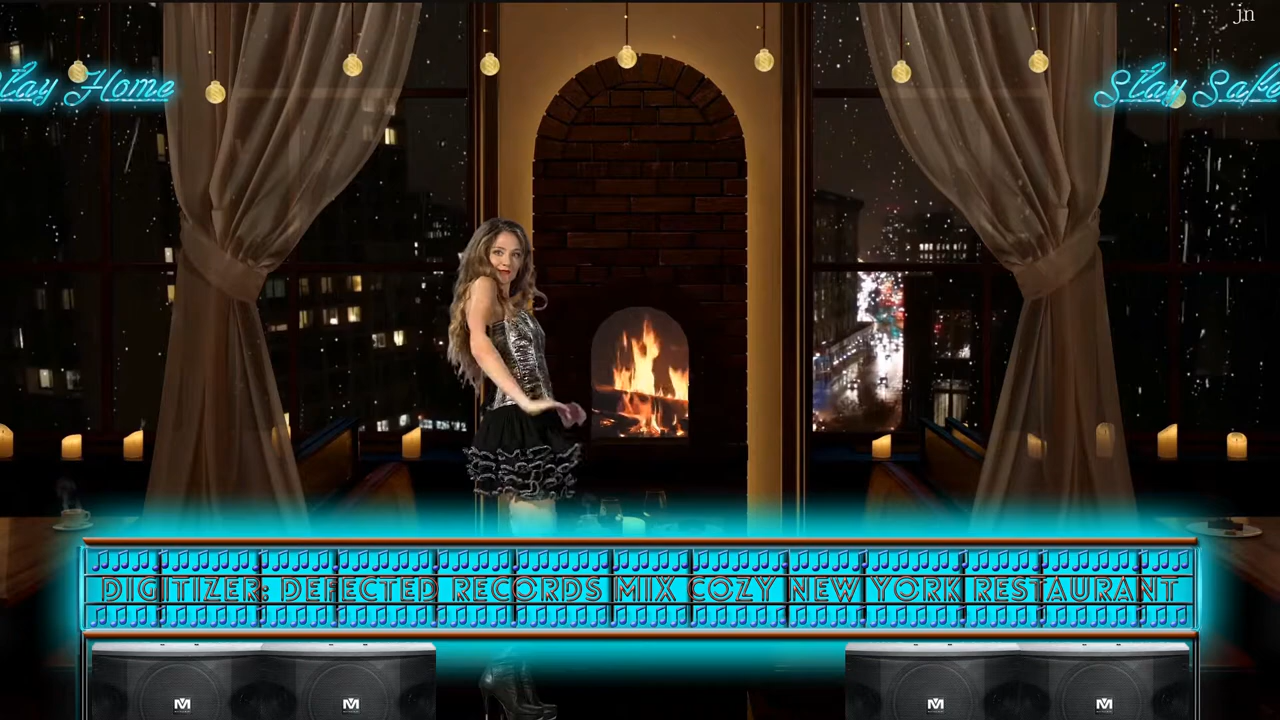 jn
Stay Home
Stay Safe
DIGITIZER: DEFECTED RECORDS MIX COZY NEW YORK RESTAURANT